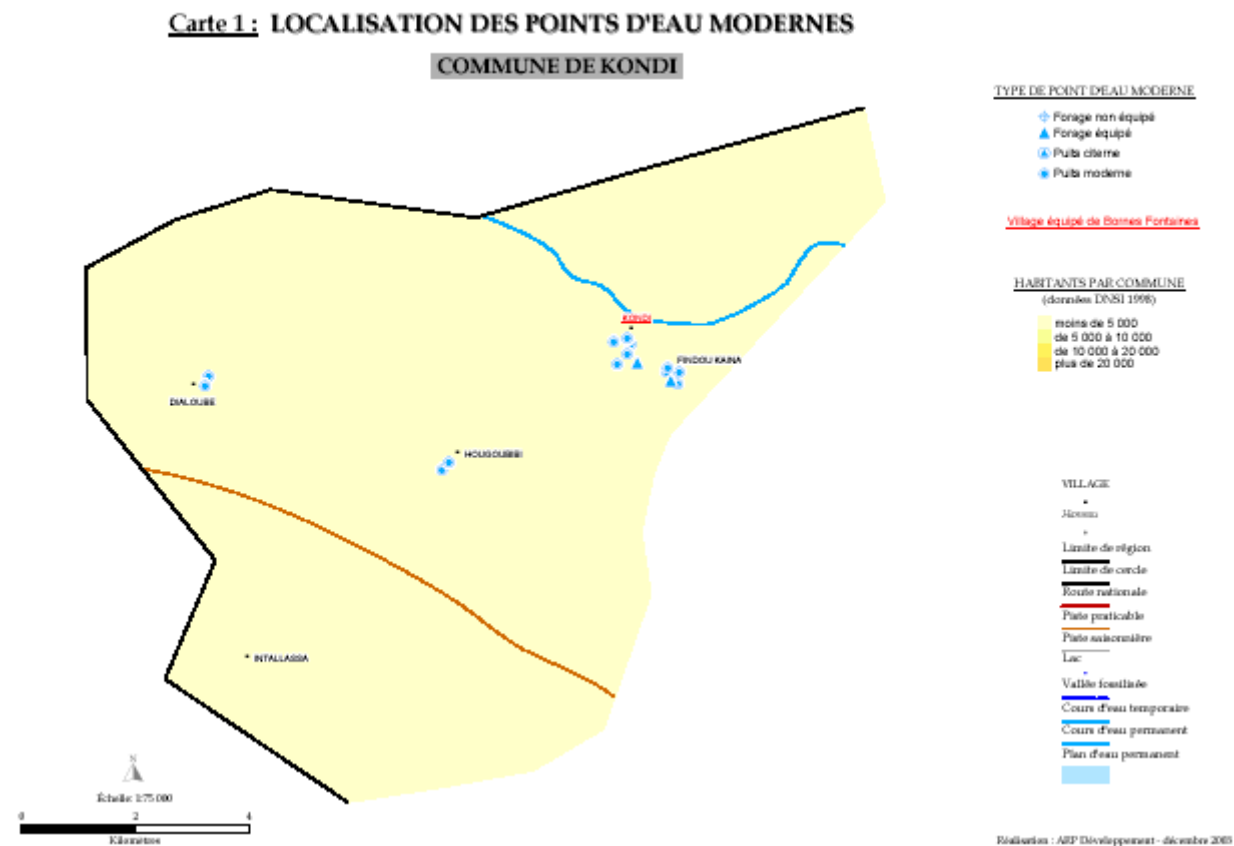 Carte 1 : LOCALISATION DES POINTS D'EAU MODERNES
COMMUNE DE KONDI
TYPE DE POINT D'EAU MODERNE
Forage non équipé
Forage équipé
Puits citerne
Puits moderne
Village équipé de Bornes Fontaines
HABITANTS PAR COMMUNE
(données DNSI 1998)
moins de 5 000
de 5 000 à 10 000
de 10 000 à 20 000
plus de 20 000
KONDI
FINDOU KAINA
DIALOUBE
HOUGOUBIBI
INTALLASSA
VILLAGE
Hameau
Limite de région
Limite de cercle
Route nationale
Piste praticable
Piste saisonnière
Lac
Vallée fossilisée
Cours d'eau temporaire
Cours d'eau permanent
Plan d'eau permanent
N
Échelle: 1:75 000
0 2 4
Kilomètres
Réalisation : ARP Développement - décembre 2003